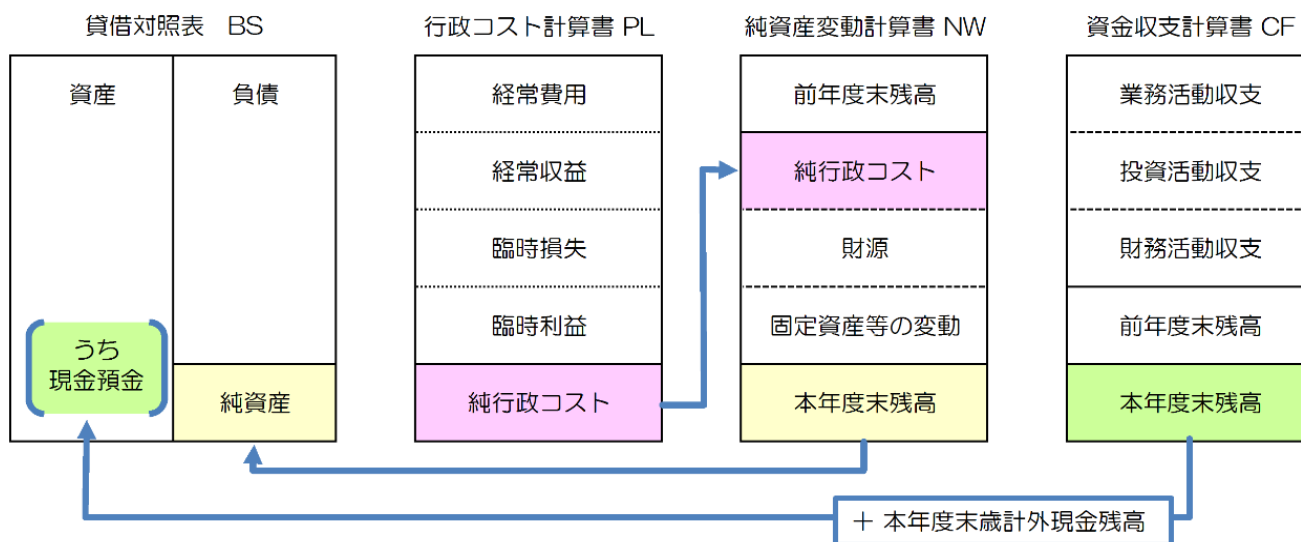 貸借対照表 BS
資産
負債
うち
現金預金
純資産
行政コスト計算書 PL
経常費用
経常収益
臨時損失
臨時利益
純行政コスト
純資産変動計算書 NW
前年度末残高
純行政コスト
財源
固定資産等の変動
本年度末残高
資金収支計算書 CF
業務活動収支
投資活動収支
財務活動収支
前年度末残高
本年度末残高
＋ 本年度末歳計外現金残高